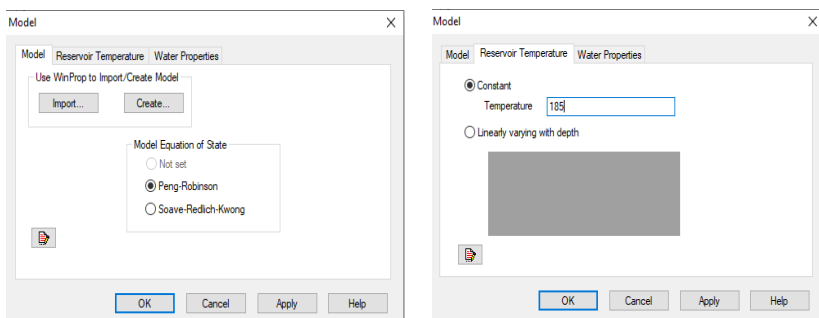 Model
Model Reservoir Temperature Water Properties
Use WinProp to Import/Create Model
Import... Create...
Model Equation of State
Not set
Peng-Robinson
Soave-Redlich-Kwong
OK Cancel Apply Help
Model
Model Reservoir Temperature Water Properties
Constant
Temperature 185
Linearly varying with depth
OK Cancel Apply Help